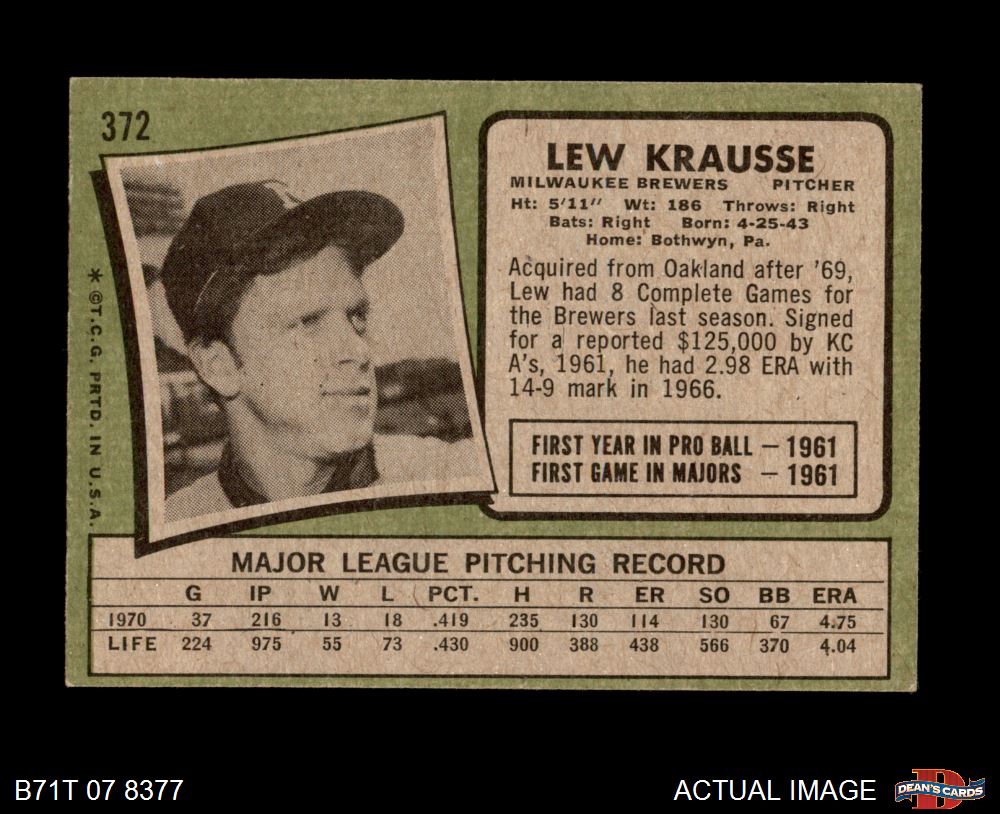 372
* ©T.C.G. PRTD. IN U.S.A.
LEW KRAUSSE
MILWAUKEE BREWERS PITCHER
Ht: 5'11" Wt: 186 Throws: Right
Bats: Right Born: 4-25-43
Home: Bothwyn, Pa.
Acquired from Oakland after '69,
Lew had 8 Complete Games for
the Brewers last season. Signed
for a reported $125,000 by KC
A's, 1961, he had 2.98 ERA with
14-9 mark in 1966.
FIRST YEAR IN PRO BALL — 1961
FIRST GAME IN MAJORS — 1961
MAJOR LEAGUE PITCHING RECORD
G IP W L PCT. H R ER SO BB ERA
1970 37 216 13 18 .419 235 130 114 130 67 4.75
LIFE 224 975 55 73 .430 900 388 438 566 370 4.04
B71T 07 8377
ACTUAL IMAGE
D
DEAN'S CARDS